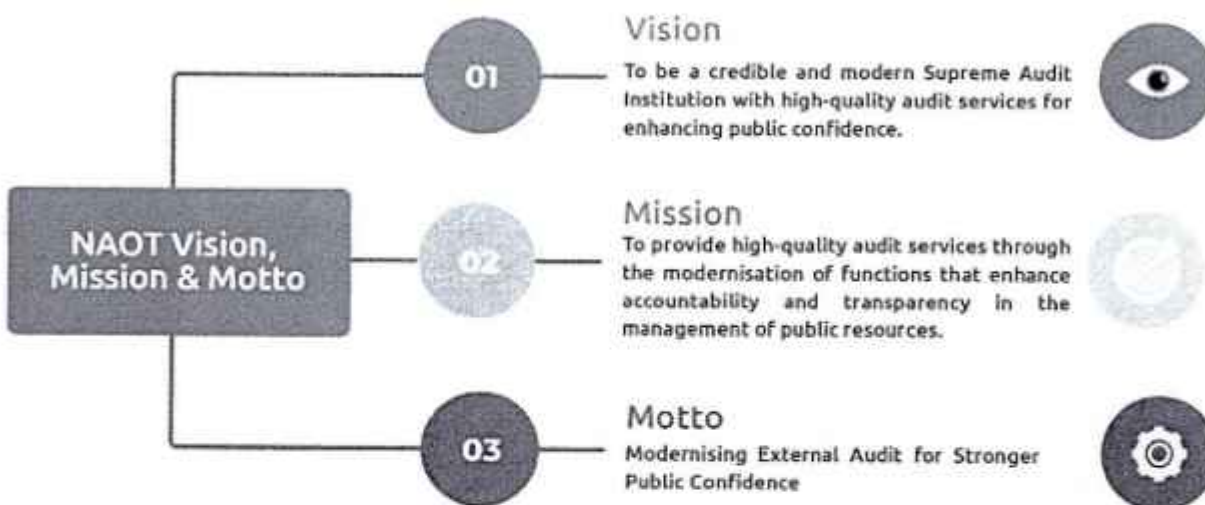 NAOT Vision,
Mission & Motto
01
Vision
To be a credible and modern Supreme Audit
Institution with high-quality audit services for
enhancing public confidence.
02
Mission
To provide high-quality audit services through
the modernisation of functions that enhance
accountability and transparency in the
management of public resources.
03
Motto
Modernising External Audit for Stronger
Public Confidence